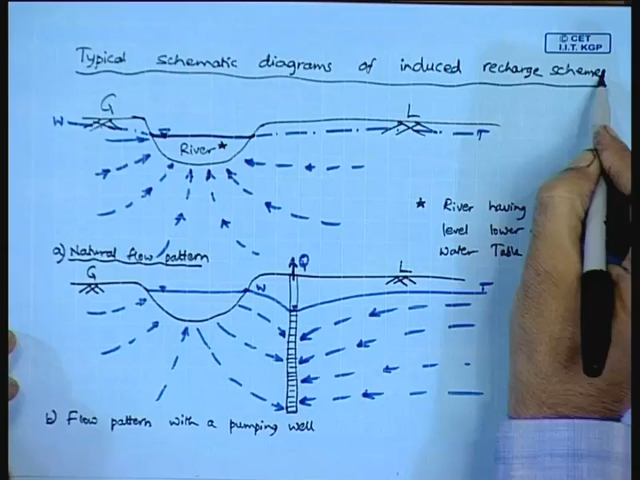 © CET
I.I.T. KGP
Typical schematic diagrams of induced recharge scheme
G
L
W
T
River*
* River having
level lower
Water Table
a) Natural flow pattern
Q
G
L
W
T
b) Flow pattern with a pumping well